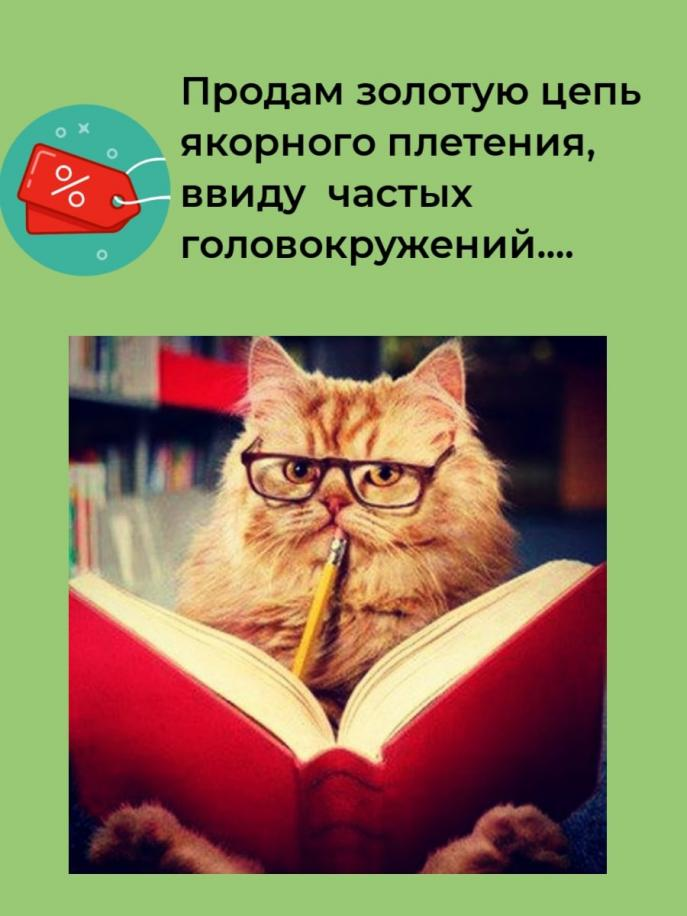 Продам золотую цепь
якорного плетения,
ввиду частых
головокружений....
%